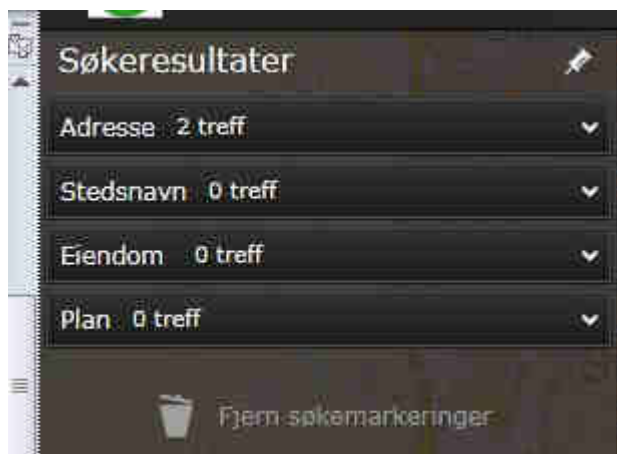 Søkeresultater
Adresse 2 treff
Stedsnavn 0 treff
Eiendom 0 treff
Plan 0 treff
Fjern søkemarkeringer